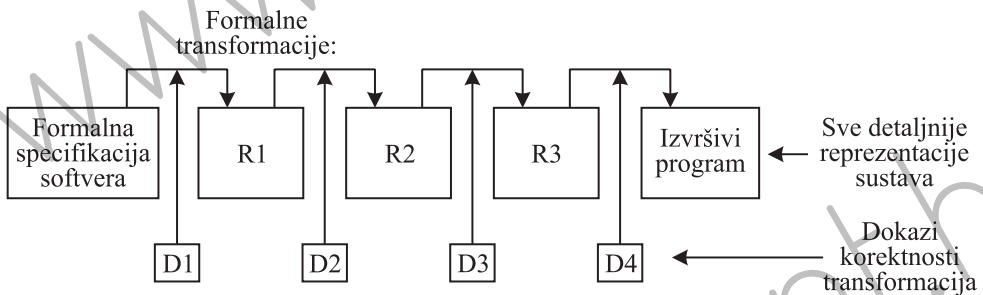 Formalne
transformacije:
Formalna
specifikacija
softvera
R1
R2
R3
Izvršivi
program
Sve detaljnije
reprezentacije
sustava
D1
D2
D3
D4
Dokazi
korektnosti
transformacija